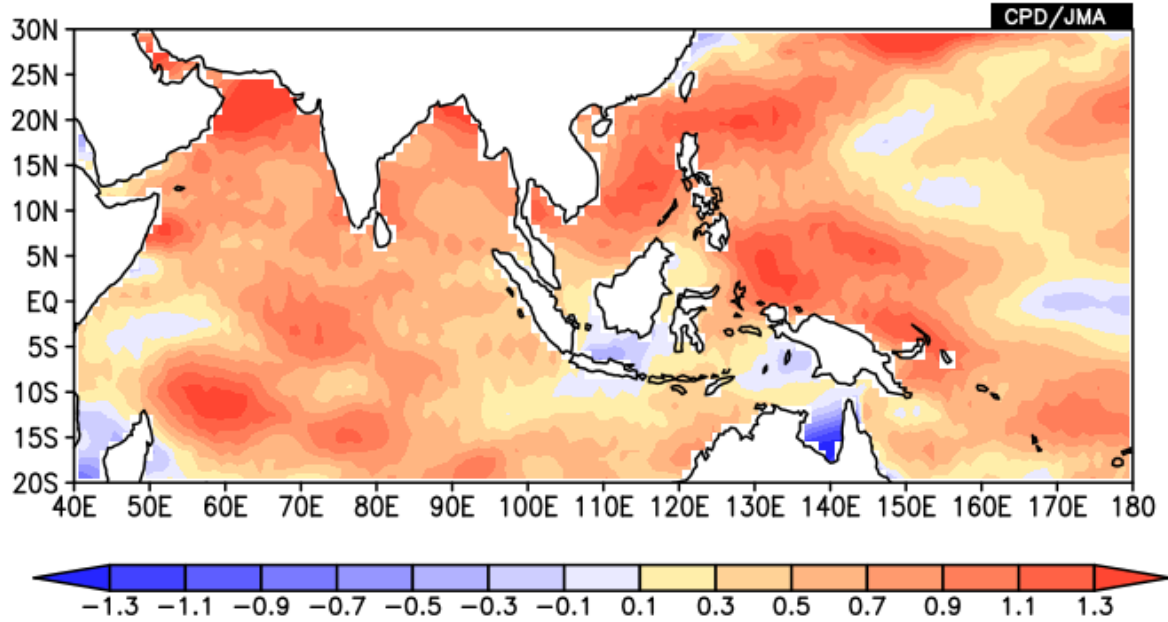 CPD/JMA
30N
25N
20N
15N
10N
5N
EQ
5S
10S
15S
20S
40E 50E 60E 70E 80E 90E 100E 110E 120E 130E 140E 150E 160E 170E 180
−1.3 −1.1 −0.9 −0.7 −0.5 −0.3 −0.1 0.1 0.3 0.5 0.7 0.9 1.1 1.3